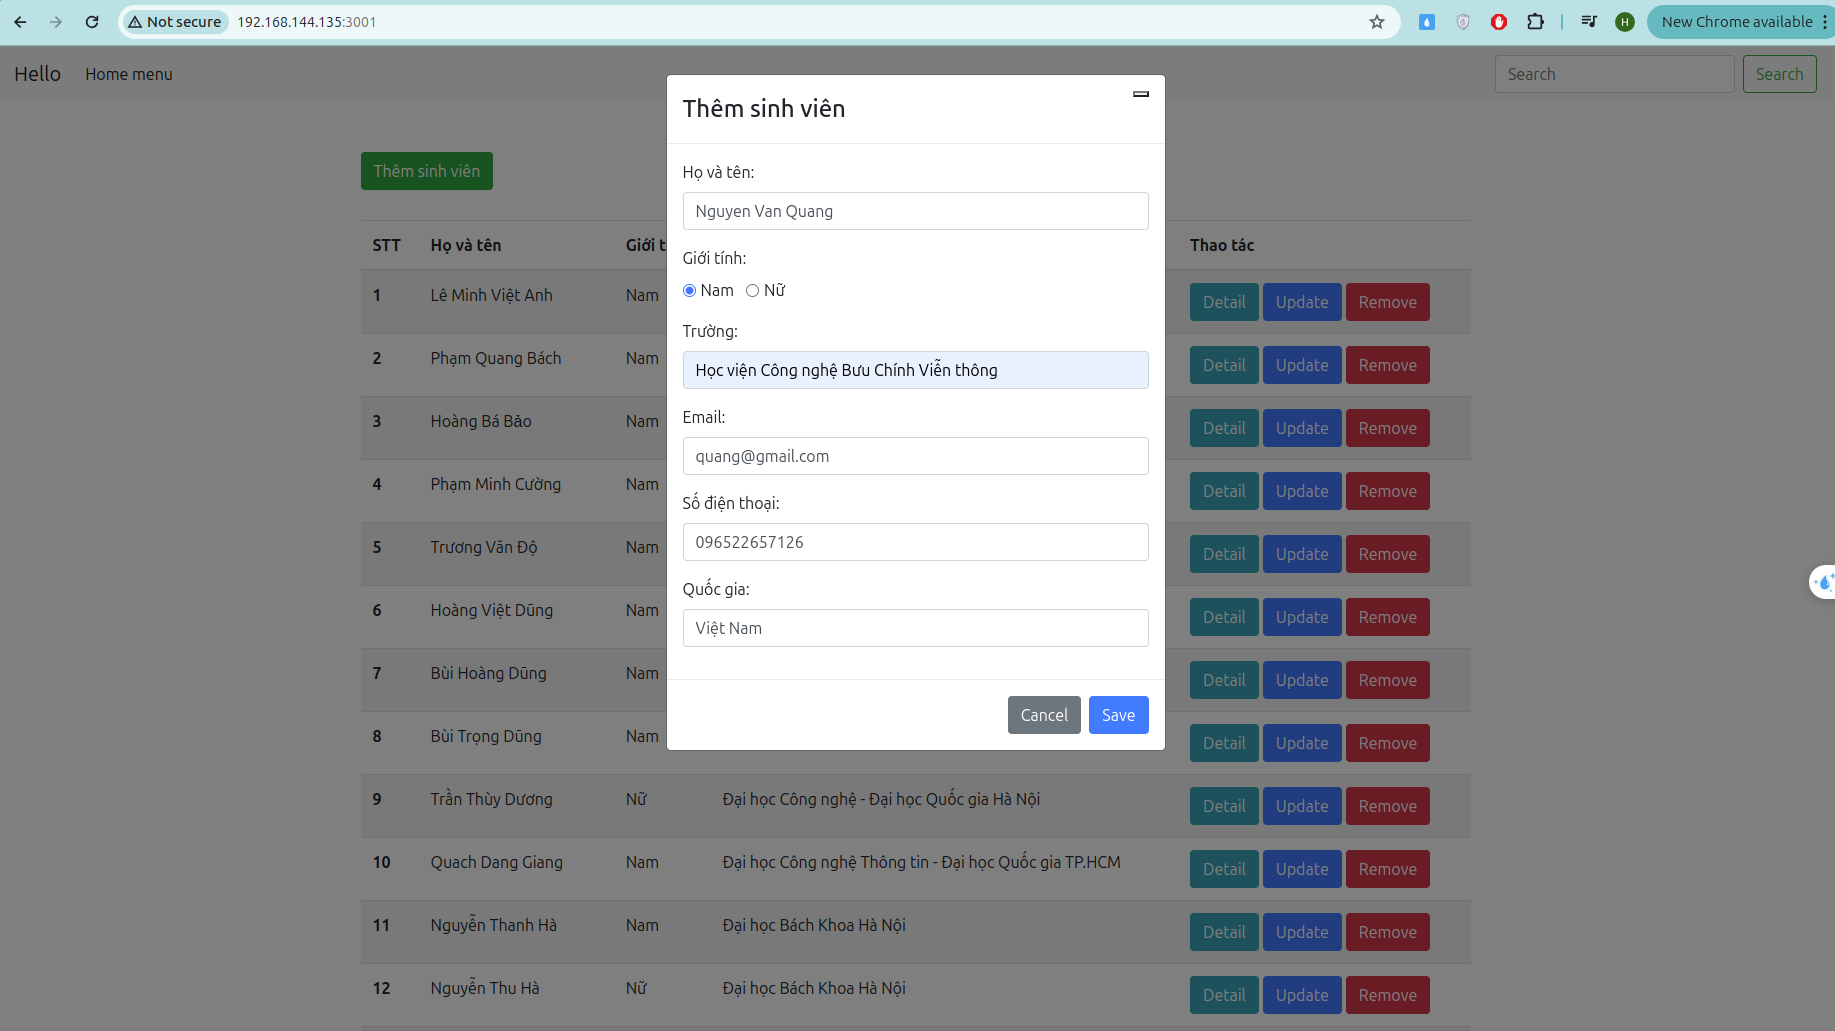 Not secure 192.168.144.135:3001 H New Chrome available
Hello Home menu Search Search
Thêm sinh viên
Thêm sinh viên
Họ và tên:
Nguyen Van Quang
Giới tính:
Nam Nữ
Trường:
Học viện Công nghệ Bưu Chính Viễn thông
Email:
quang@gmail.com
Số điện thoại:
096522657126
Quốc gia:
Việt Nam
Cancel Save
STT Họ và tên Giới t Thao tác
1 Lê Minh Việt Anh Nam Detail Update Remove
2 Phạm Quang Bách Nam Detail Update Remove
3 Hoàng Bá Bảo Nam Detail Update Remove
4 Phạm Minh Cường Nam Detail Update Remove
5 Trương Văn Độ Nam Detail Update Remove
6 Hoàng Việt Dũng Nam Detail Update Remove
7 Bùi Hoàng Dũng Nam Detail Update Remove
8 Bùi Trọng Dũng Nam Detail Update Remove
9 Trần Thùy Dương Nữ Đại học Công nghệ - Đại học Quốc gia Hà Nội Detail Update Remove
10 Quach Dang Giang Nam Đại học Công nghệ Thông tin - Đại học Quốc gia TP.HCM Detail Update Remove
11 Nguyễn Thanh Hà Nam Đại học Bách Khoa Hà Nội Detail Update Remove
12 Nguyễn Thu Hà Nữ Đại học Bách Khoa Hà Nội Detail Update Remove